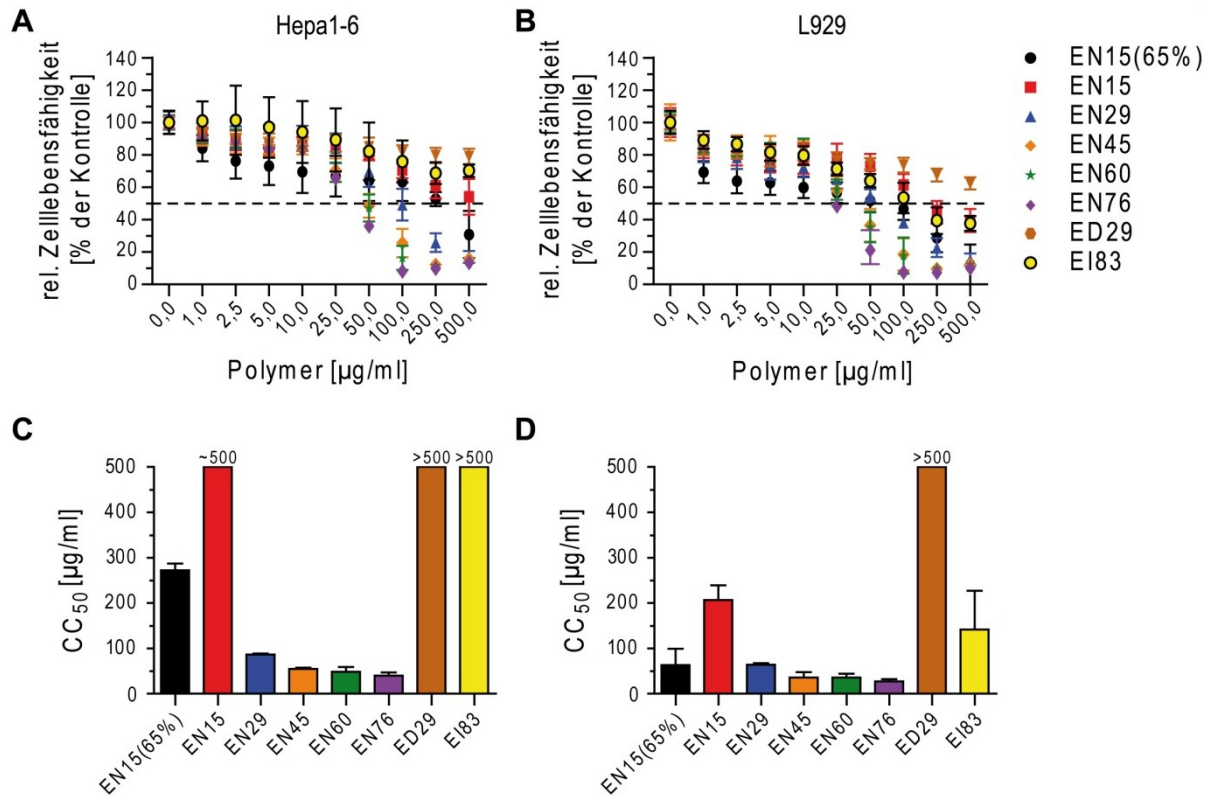 A
Hepa1-6
rel. Zelllebensfähigkeit
[% der Kontrolle]
140
120
100
80
60
40
20
0
0,0
1,0
2,5
5,0
10,0
25,0
50,0
100,0
250,0
500,0
Polymer [µg/ml]
B
L929
rel. Zelllebensfähigkeit
[% der Kontrolle]
140
120
100
80
60
40
20
0
0,0
1,0
2,5
5,0
10,0
25,0
50,0
100,0
250,0
500,0
Polymer [µg/ml]
EN15(65%)
EN15
EN29
EN45
EN60
EN76
ED29
EI83
C
CC50 [µg/ml]
500
400
300
200
100
0
~500
>500
>500
EN15(65%)
EN15
EN29
EN45
EN60
EN76
ED29
EI83
D
CC50 [µg/ml]
500
400
300
200
100
0
>500
EN15(65%)
EN15
EN29
EN45
EN60
EN76
ED29
EI83